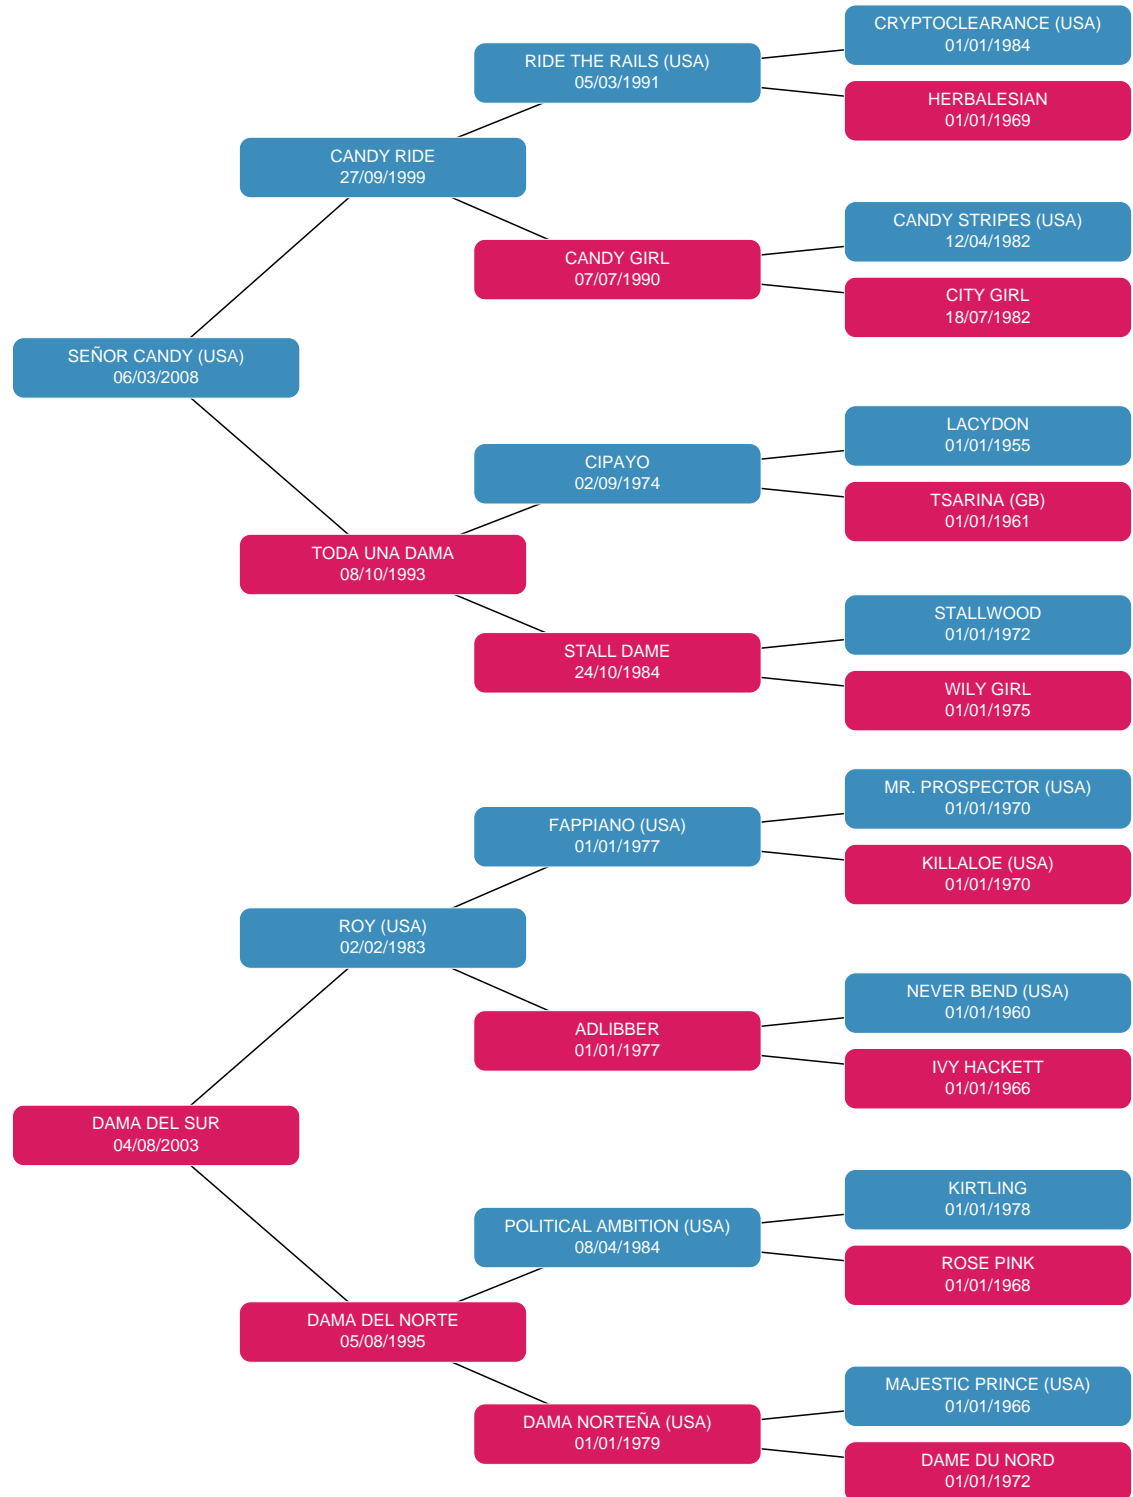 CRYPTOCLEARANCE (USA)
01/01/1984
RIDE THE RAILS (USA)
05/03/1991
HERBALESIAN
01/01/1969
CANDY RIDE
27/09/1999
CANDY STRIPES (USA)
12/04/1982
CANDY GIRL
07/07/1990
CITY GIRL
18/07/1982
SEÑOR CANDY (USA)
06/03/2008
LACYDON
01/01/1955
CIPAYO
02/09/1974
TSARINA (GB)
01/01/1961
TODA UNA DAMA
08/10/1993
STALLWOOD
01/01/1972
STALL DAME
24/10/1984
WILY GIRL
01/01/1975
MR. PROSPECTOR (USA)
01/01/1970
FAPPIANO (USA)
01/01/1977
KILLALOE (USA)
01/01/1970
ROY (USA)
02/02/1983
NEVER BEND (USA)
01/01/1960
ADLIBBER
01/01/1977
IVY HACKETT
01/01/1966
DAMA DEL SUR
04/08/2003
KIRTLING
01/01/1978
POLITICAL AMBITION (USA)
08/04/1984
ROSE PINK
01/01/1968
DAMA DEL NORTE
05/08/1995
MAJESTIC PRINCE (USA)
01/01/1966
DAMA NORTEÑA (USA)
01/01/1979
DAME DU NORD
01/01/1972